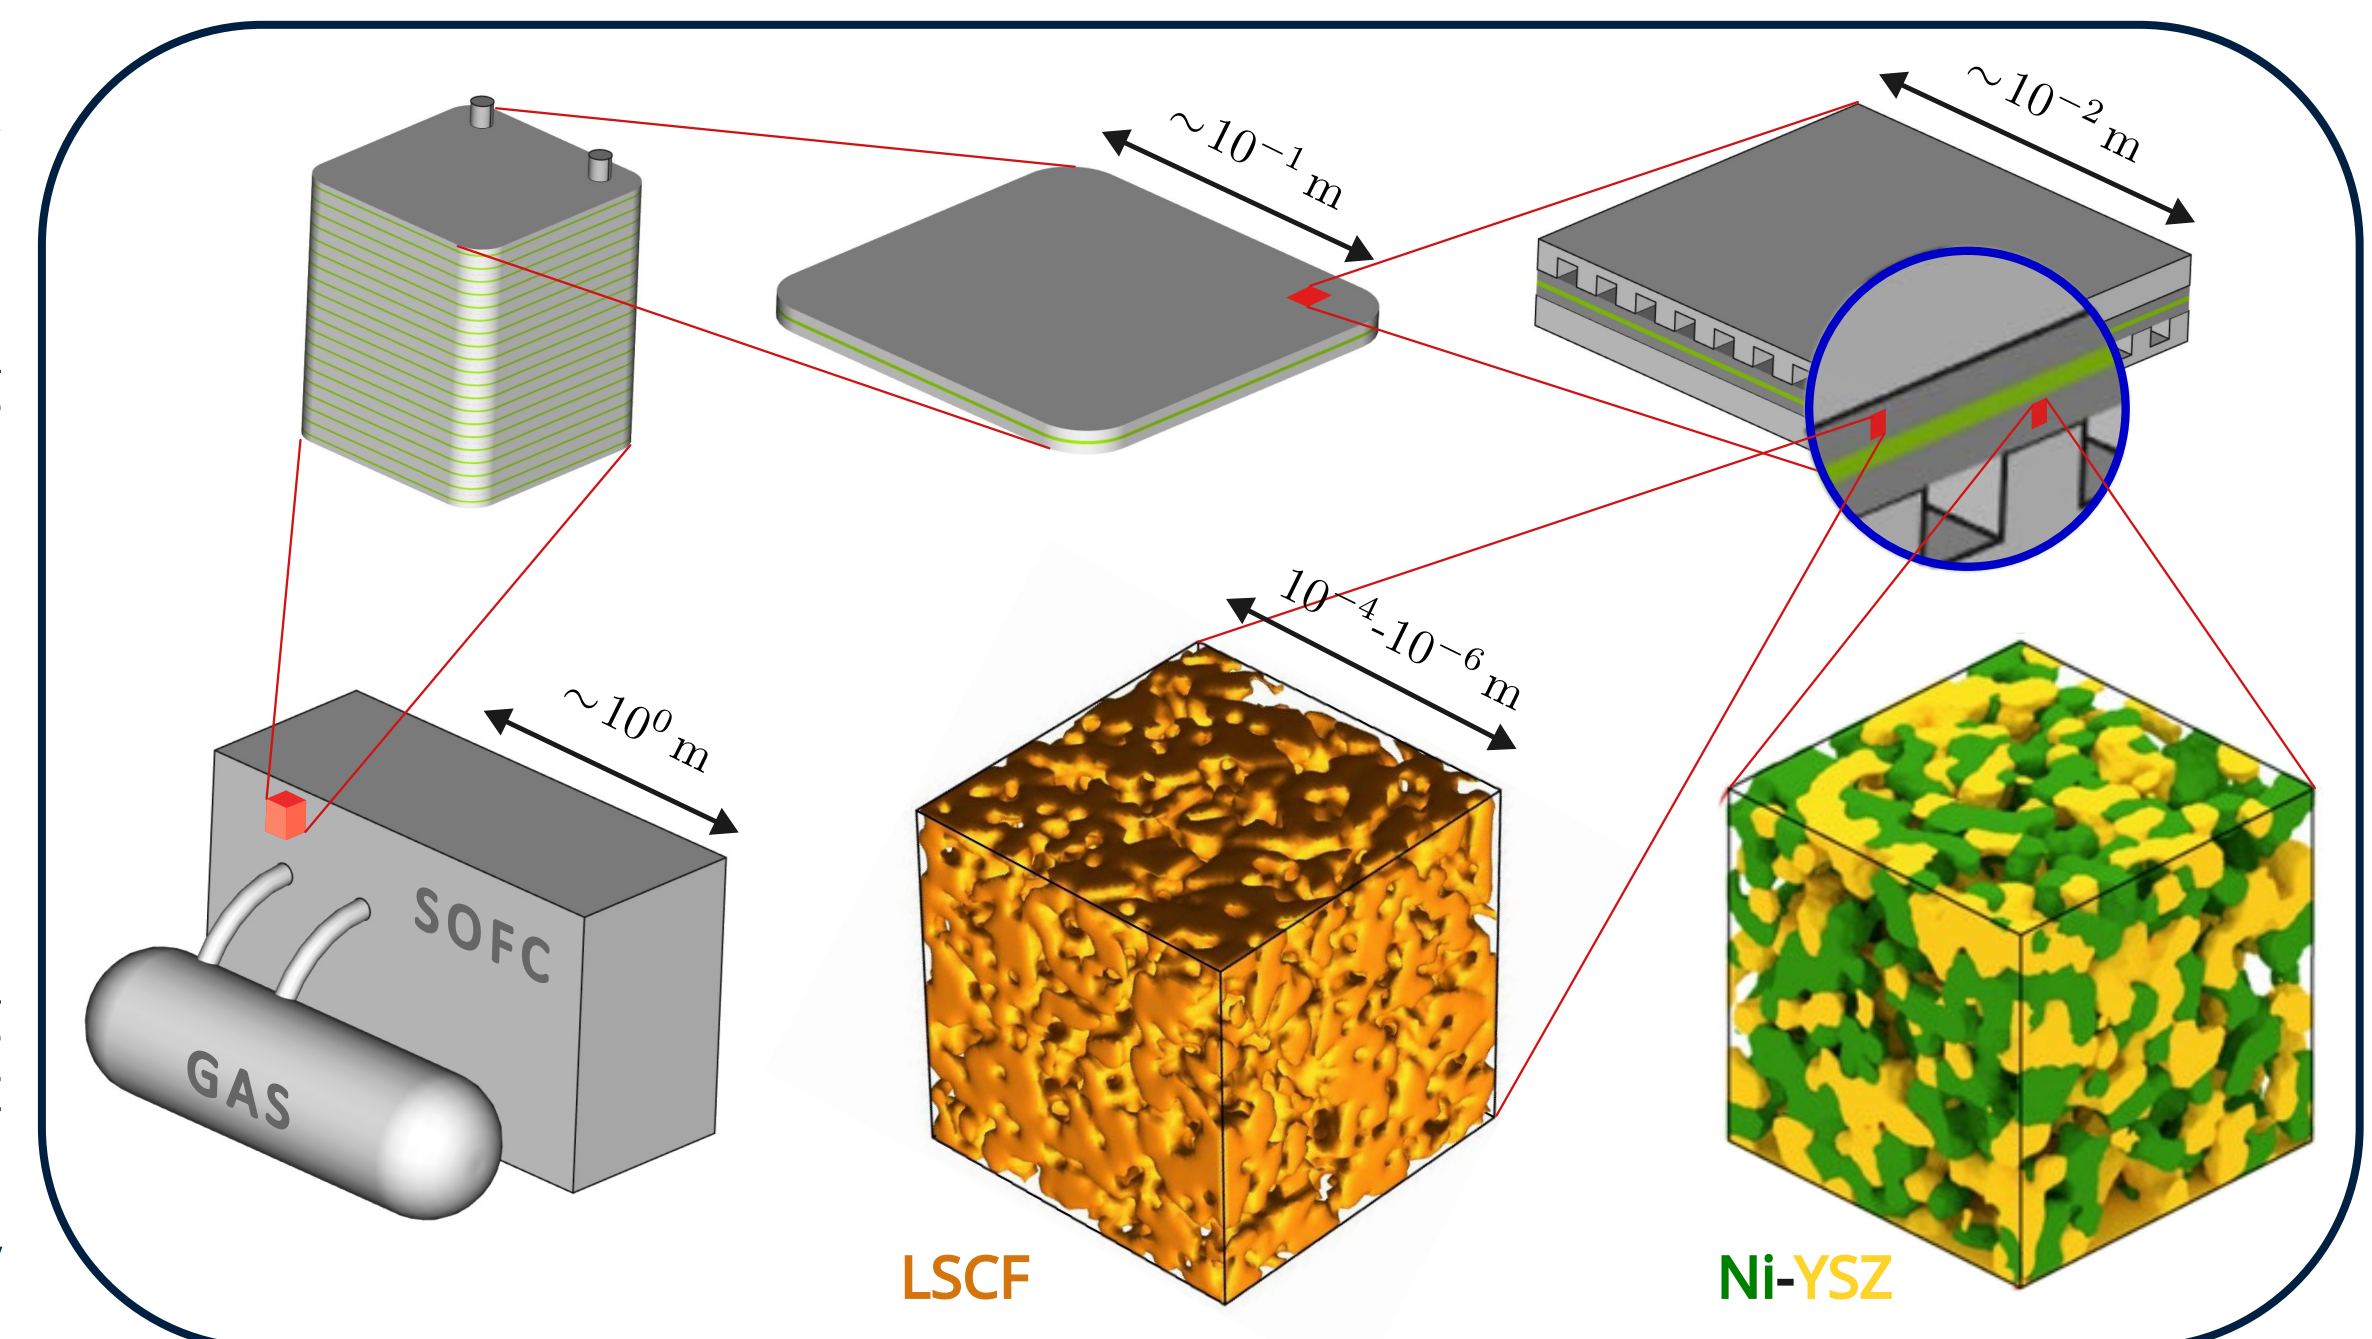 ~10⁻¹ m
~10⁻² m
10⁻⁴-10⁻⁶ m
~10⁰ m
SOFC
GAS
LSCF
Ni-YSZ